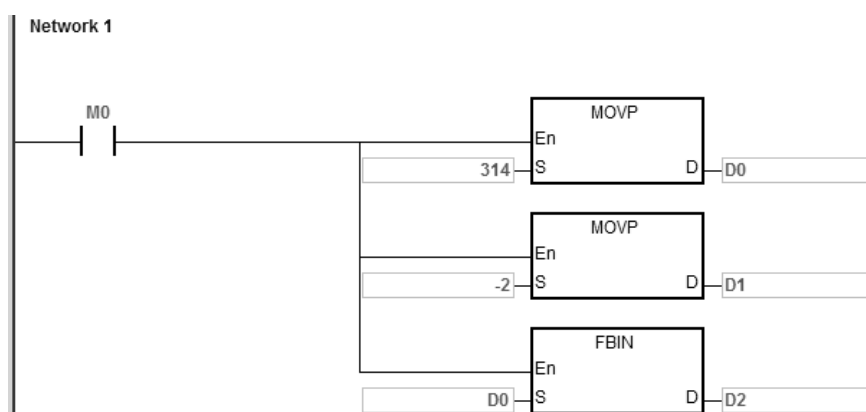 Network 1
M0
MOVP
En
314 S D D0
MOVP
En
-2 S D D1
FBIN
En
D0 S D D2